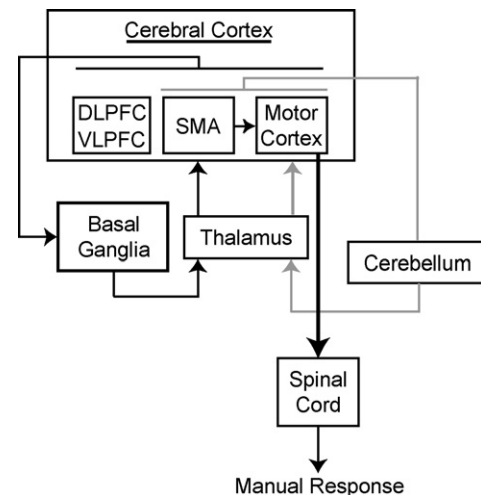 Cerebral Cortex
DLPFC
VLPFC
SMA
Motor
Cortex
Basal
Ganglia
Thalamus
Cerebellum
Spinal
Cord
Manual Response